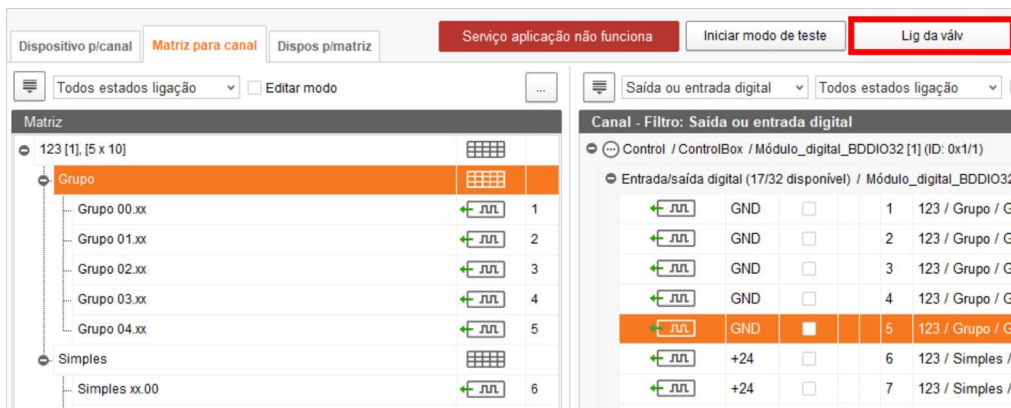 Dispositivo p/canal Matriz para canal Dispos p/matriz Serviço aplicação não funciona Iniciar modo de teste Lig da válv
Todos estados ligação Editar modo ... Saída ou entrada digital Todos estados ligação
Matriz Canal - Filtro: Saída ou entrada digital
123 [1], [5 x 10] Control / ControlBox / Módulo_digital_BDDIO32 [1] (ID: 0x1/1)
Grupo Entrada/saída digital (17/32 disponível) / Módulo_digital_BDDIO32
Grupo 00.xx 1 GND 1 123 / Grupo / G
Grupo 01.xx 2 GND 2 123 / Grupo / G
Grupo 02.xx 3 GND 3 123 / Grupo / G
Grupo 03.xx 4 GND 4 123 / Grupo / G
Grupo 04.xx 5 GND 5 123 / Grupo / G
Simples +24 6 123 / Simples /
Simples xx.00 6 +24 7 123 / Simples /